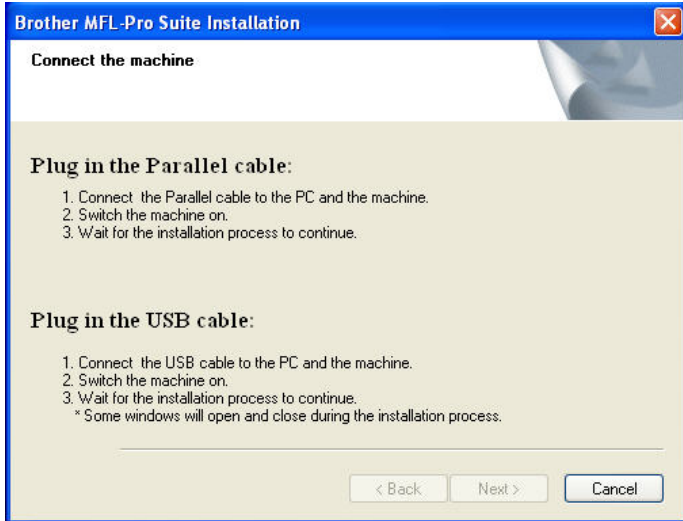 Brother MFL-Pro Suite Installation
Connect the machine
Plug in the Parallel cable:
1. Connect the Parallel cable to the PC and the machine.
2. Switch the machine on.
3. Wait for the installation process to continue.
Plug in the USB cable:
1. Connect the USB cable to the PC and the machine.
2. Switch the machine on.
3. Wait for the installation process to continue.
* Some windows will open and close during the installation process.
< Back Next > Cancel